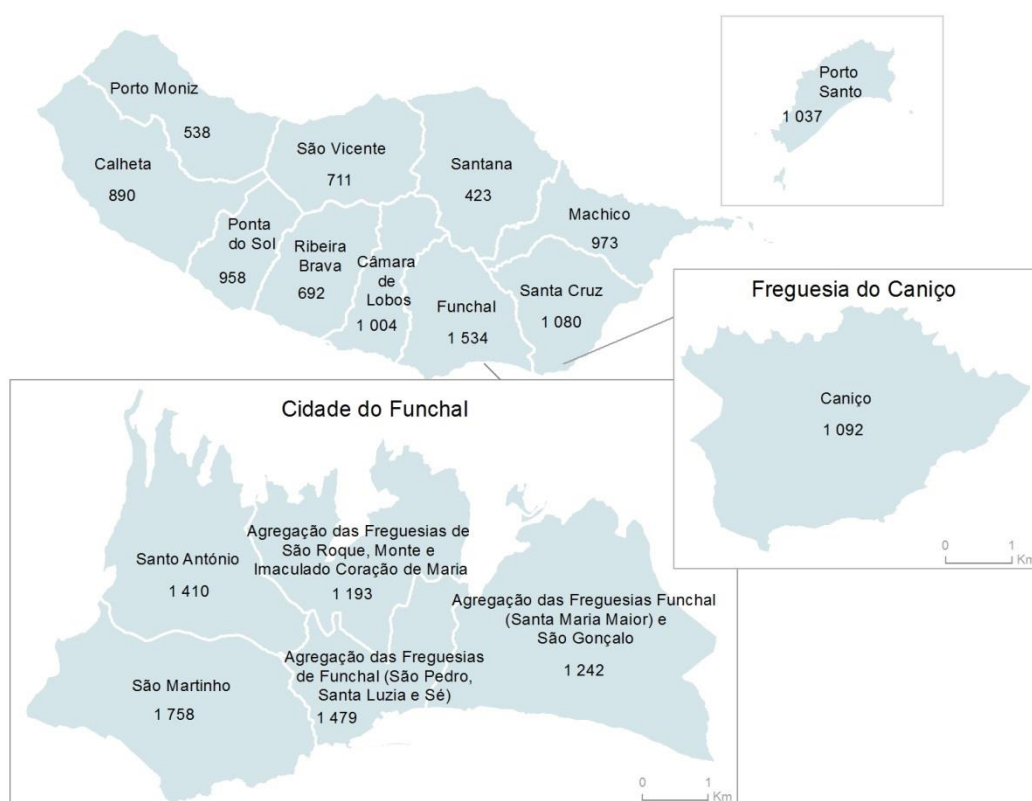 Porto Moniz
538
Calheta
890
São Vicente
711
Santana
423
Machico
973
Ponta
do Sol
958
Ribeira
Brava
692
Câmara
de
Lobos
1 004
Funchal
1 534
Santa Cruz
1 080
Porto
Santo
1 037
Freguesia do Caniço
Caniço
1 092
0 1
Km
Cidade do Funchal
Santo António
1 410
Agregação das Freguesias de
São Roque, Monte e
Imaculado Coração de Maria
1 193
Agregação das Freguesias Funchal
(Santa Maria Maior) e
São Gonçalo
1 242
São Martinho
1 758
Agregação das Freguesias
de Funchal (São Pedro,
Santa Luzia e Sé)
1 479
0 1
Km